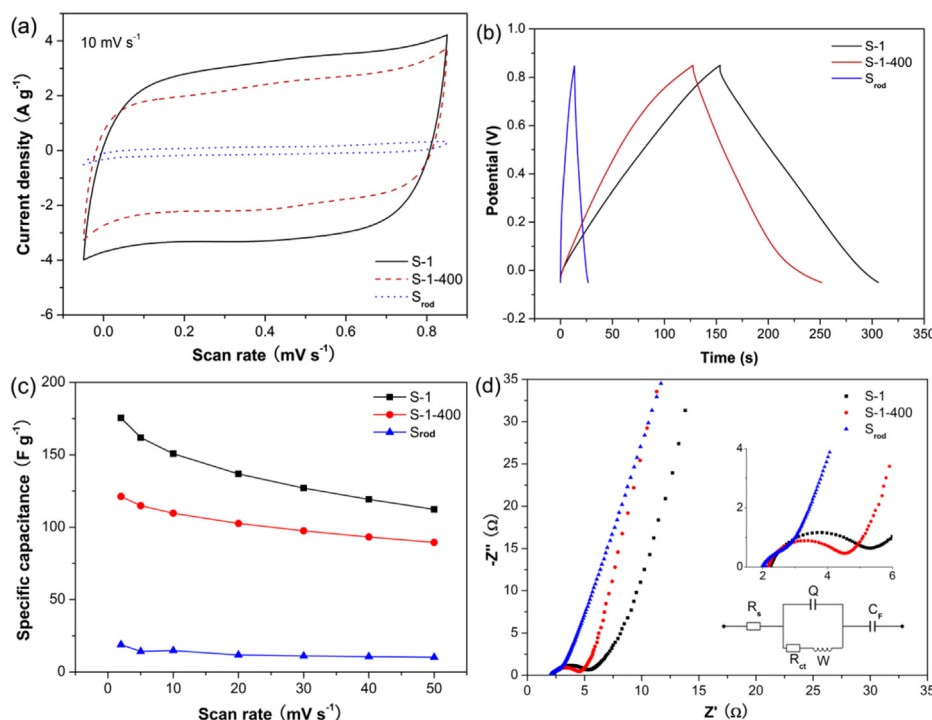 (a)
10 mV s⁻¹
Current density (A g⁻¹)
4
2
0
-2
-4
-6
0.0
0.2
0.4
0.6
0.8
Scan rate (mV s⁻¹)
S-1
S-1-400
Srod
(b)
S-1
S-1-400
Srod
Potential (V)
1.2
1.0
0.8
0.6
0.4
0.2
0.0
-0.2
0
50
100
150
200
250
300
350
Time (s)
(c)
S-1
S-1-400
Srod
Specific capacitance (F g⁻¹)
200
150
100
50
0
0
10
20
30
40
50
Scan rate (mV s⁻¹)
(d)
S-1
S-1-400
Srod
-Z'' (Ω)
35
30
25
20
15
10
5
0
0
5
10
15
20
25
30
Z' (Ω)
4
2
0
2
4
6
Rs
Q
Rct
W
CF